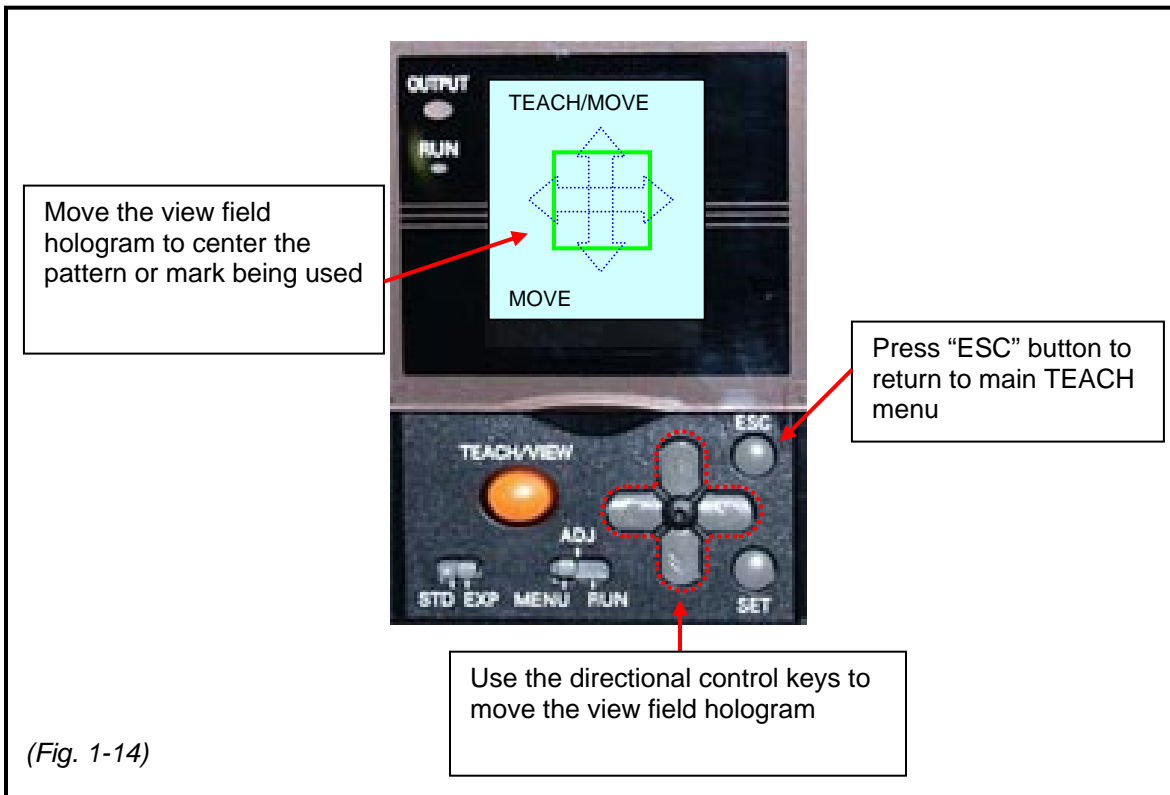 OUTPUT
RUN
TEACH/MOVE
MOVE
Move the view field
hologram to center the
pattern or mark being used
Press “ESC” button to
return to main TEACH
menu
ESC
TEACH/VIEW
ADJ
STD EXP MENU RUN
SET
Use the directional control keys to
move the view field hologram
(Fig. 1-14)